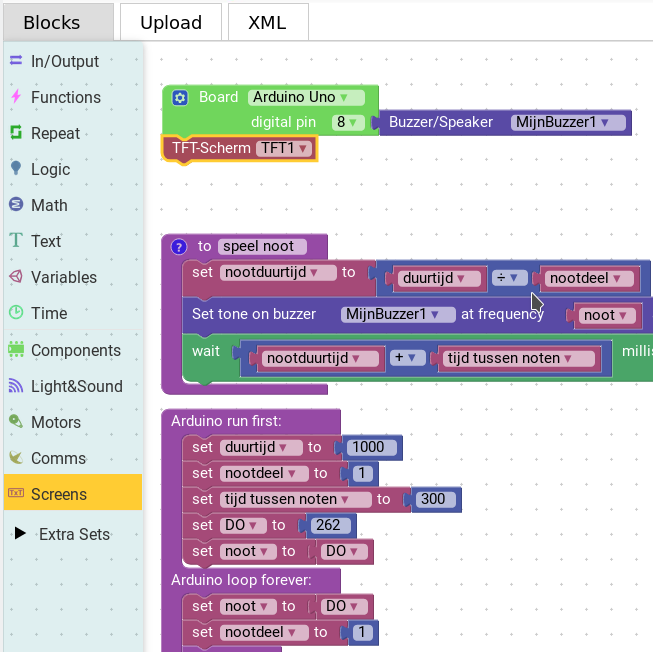 Blocks
Upload
XML
In/Output
Functions
Repeat
Logic
Math
Text
Variables
Time
Components
Light&Sound
Motors
Comms
Screens
Extra Sets
Board Arduino Uno
digital pin 8 Buzzer/Speaker MijnBuzzer1
TFT-Scherm TFT1
? to speel noot
set nootduurtijd to duurtijd ÷ nootdeel
Set tone on buzzer MijnBuzzer1 at frequency noot
wait nootduurtijd + tijd tussen noten milli
Arduino run first:
set duurtijd to 1000
set nootdeel to 1
set tijd tussen noten to 300
set DO to 262
set noot to DO
Arduino loop forever:
set noot to DO
set nootdeel to 1